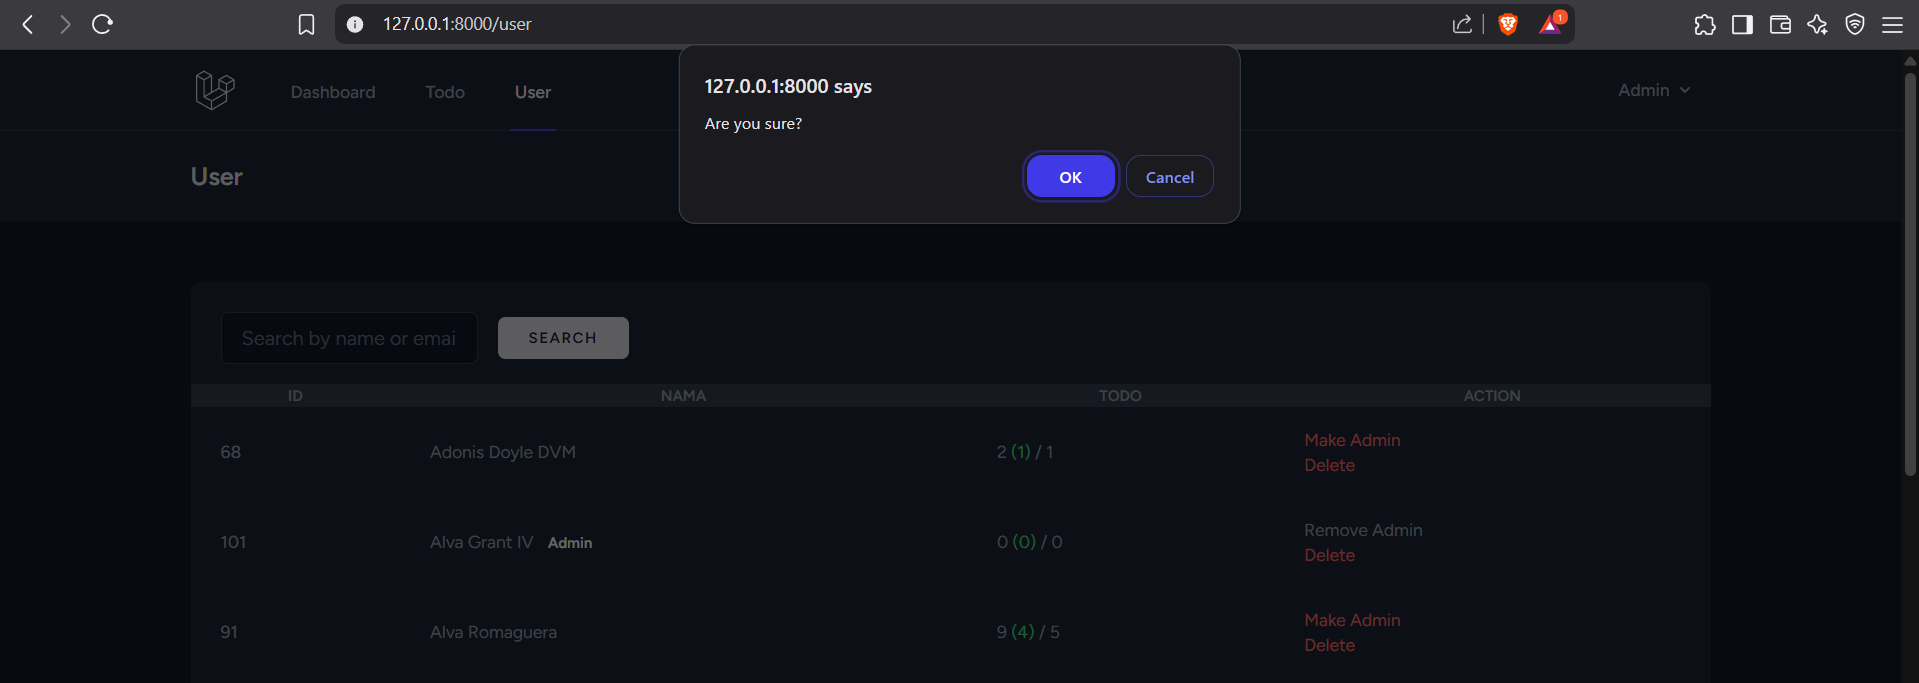 127.0.0.1:8000/user
1
127.0.0.1:8000 says
Are you sure?
OK
Cancel
Dashboard
Todo
User
Admin
User
Search by name or emai
SEARCH
ID NAMA TODO ACTION
68 Adonis Doyle DVM 2 (1) / 1 Make Admin
Delete
101 Alva Grant IV Admin 0 (0) / 0 Remove Admin
Delete
91 Alva Romaguera 9 (4) / 5 Make Admin
Delete